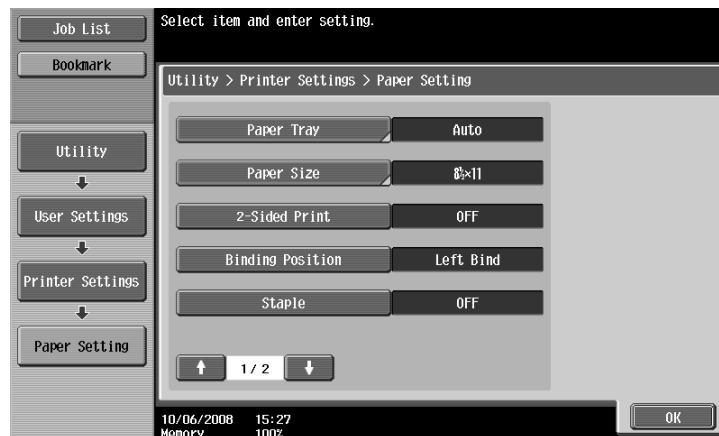 Job List
Bookmark
Select item and enter setting.
Utility > Printer Settings > Paper Setting
Utility
User Settings
Printer Settings
Paper Setting
Paper Tray Auto
Paper Size 8½×11
2-Sided Print OFF
Binding Position Left Bind
Staple OFF
1/ 2
10/06/2008 15:27
Memory 100%
OK